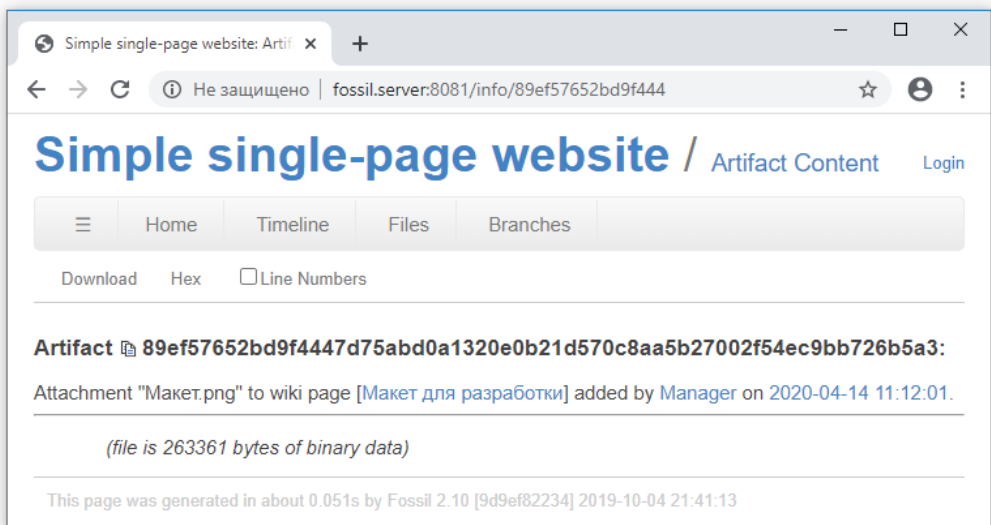 Simple single-page website: Artif
Не защищено | fossil.server:8081/info/89ef57652bd9f444
Simple single-page website / Artifact Content Login
☰ Home Timeline Files Branches
Download Hex Line Numbers
Artifact 89ef57652bd9f4447d75abd0a1320e0b21d570c8aa5b27002f54ec9bb726b5a3:
Attachment "Макет.png" to wiki page [Макет для разработки] added by Manager on 2020-04-14 11:12:01.
(file is 263361 bytes of binary data)
This page was generated in about 0.051s by Fossil 2.10 [9d9ef82234] 2019-10-04 21:41:13